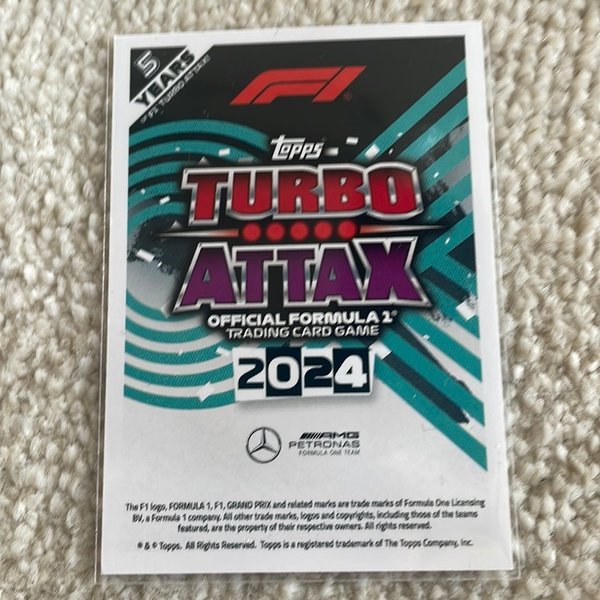 5
YEARS
OF F1 TURBO ATTAX!
F1®
Topps
TURBO
ATTAX
OFFICIAL FORMULA 1®
TRADING CARD GAME
2024
AMG
PETRONAS
FORMULA ONE TEAM
The F1 logo, FORMULA 1, F1, GRAND PRIX and related marks are trade marks of Formula One Licensing
BV, a Formula 1 company. All other trade marks, logos and copyrights, including those of the teams
featured, are the property of their respective owners. All rights reserved.
® & © Topps. All Rights Reserved. Topps is a registered trademark of The Topps Company, Inc.